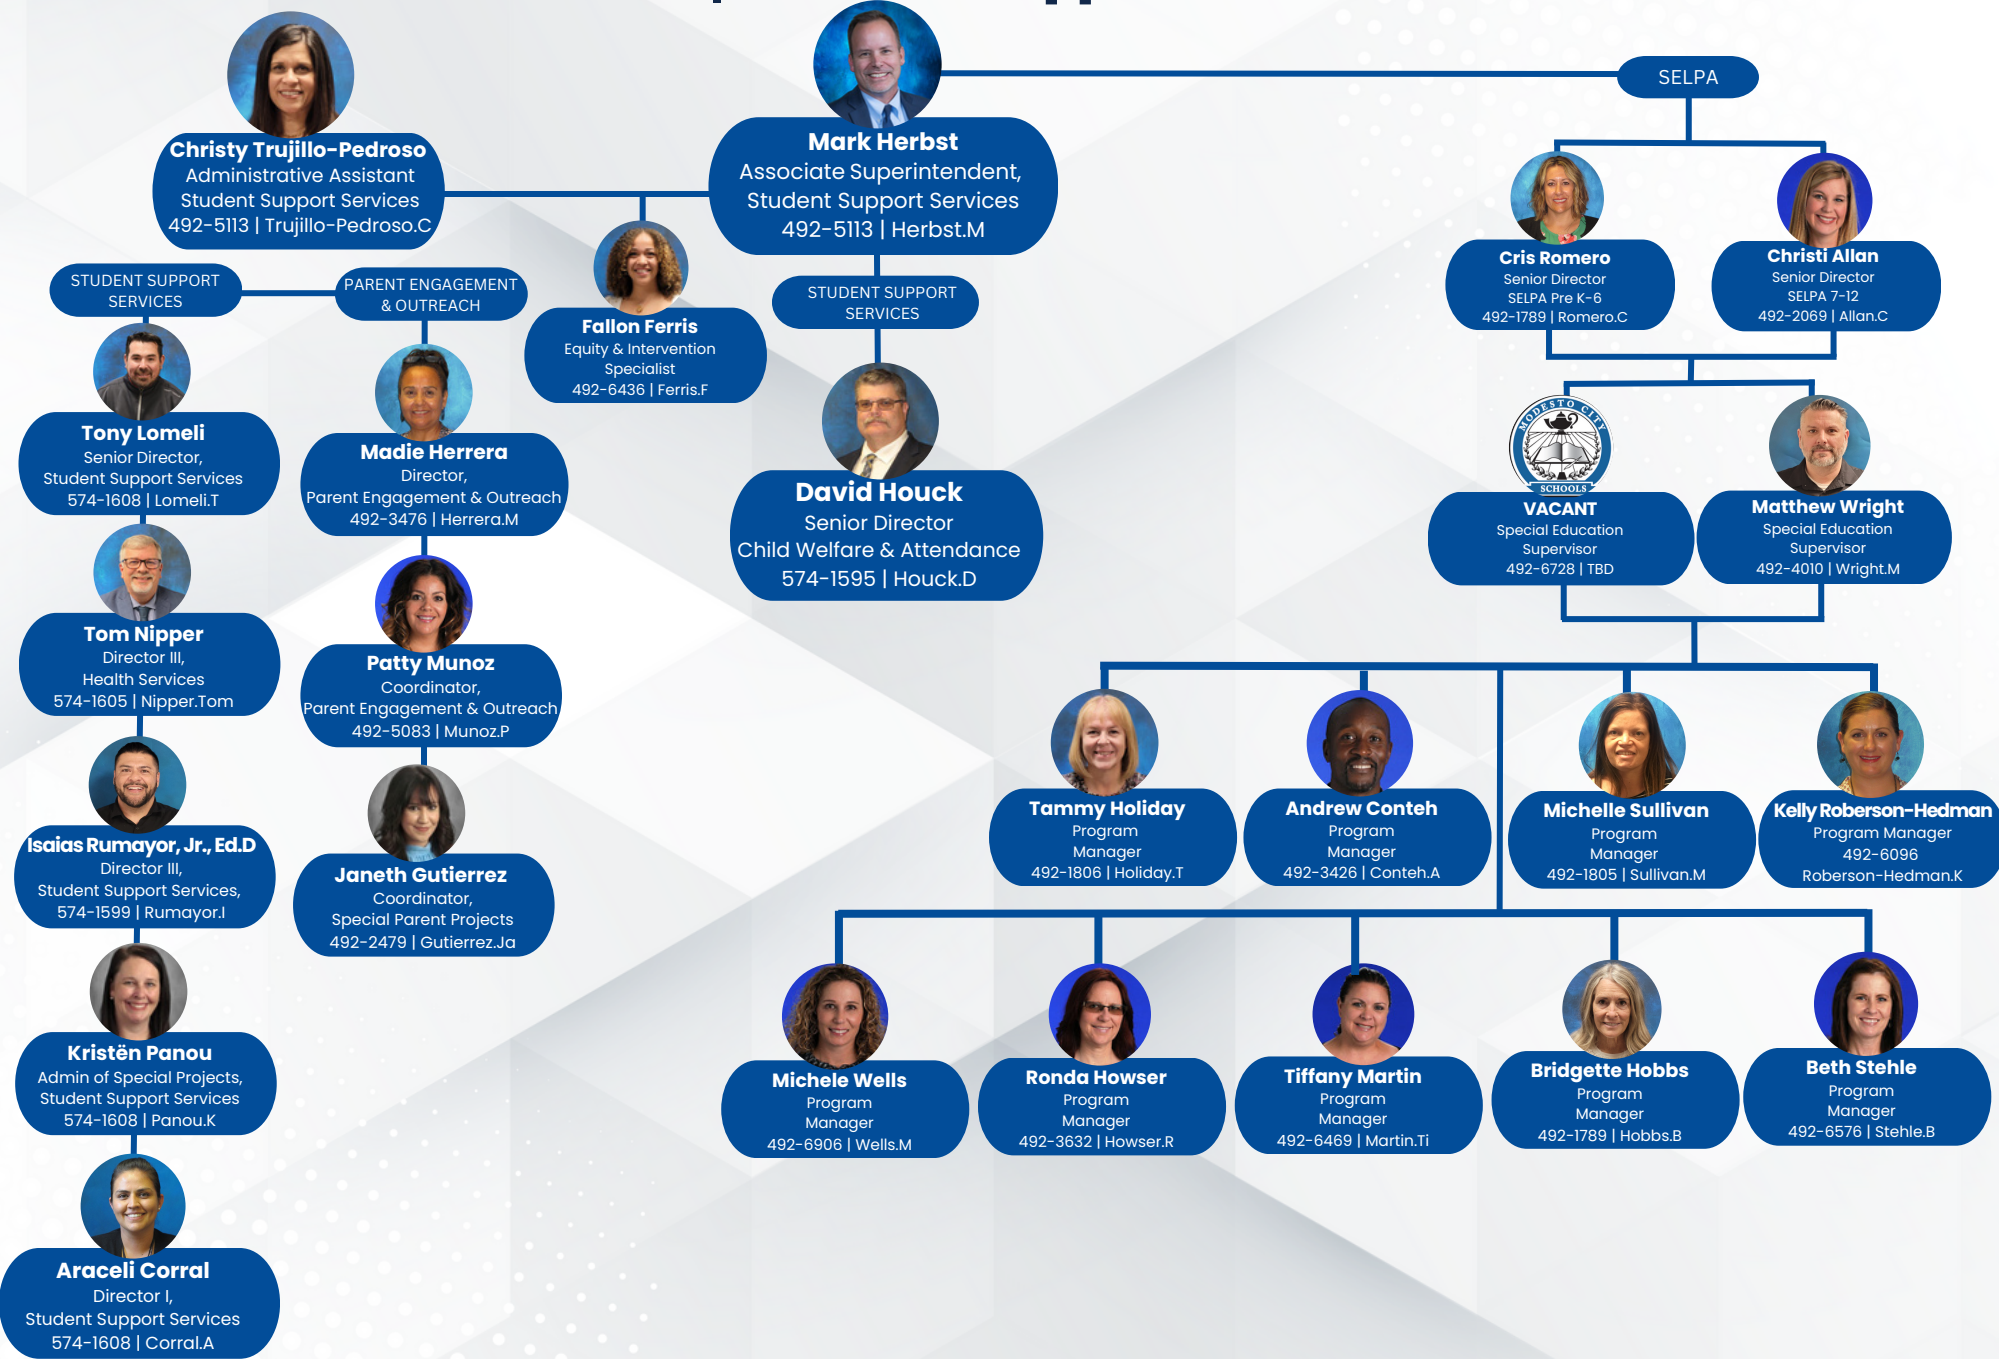 Christy Trujillo-Pedroso
Administrative Assistant
Student Support Services
492-5113 | Trujillo-Pedroso.C
Mark Herbst
Associate Superintendent,
Student Support Services
492-5113 | Herbst.M
SELPA
Cris Romero
Senior Director
SELPA Pre K-6
492-1789 | Romero.C
Christi Allan
Senior Director
SELPA 7-12
492-2069 | Allan.C
STUDENT SUPPORT
SERVICES
PARENT ENGAGEMENT
& OUTREACH
Fallon Ferris
Equity & Intervention
Specialist
492-6436 | Ferris.F
STUDENT SUPPORT
SERVICES
Tony Lomeli
Senior Director,
Student Support Services
574-1608 | Lomeli.T
Madie Herrera
Director,
Parent Engagement & Outreach
492-3476 | Herrera.M
David Houck
Senior Director
Child Welfare & Attendance
574-1595 | Houck.D
MODESTO CITY
SCHOOLS
VACANT
Special Education
Supervisor
492-6728 | TBD
Matthew Wright
Special Education
Supervisor
492-4010 | Wright.M
Tom Nipper
Director III,
Health Services
574-1605 | Nipper.Tom
Patty Munoz
Coordinator,
Parent Engagement & Outreach
492-5083 | Munoz.P
Tammy Holiday
Program
Manager
492-1806 | Holiday.T
Andrew Conteh
Program
Manager
492-3426 | Conteh.A
Michelle Sullivan
Program
Manager
492-1805 | Sullivan.M
Kelly Roberson-Hedman
Program Manager
492-6096
Roberson-Hedman.K
Isaias Rumayor, Jr., Ed.D
Director III,
Student Support Services,
574-1599 | Rumayor.I
Janeth Gutierrez
Coordinator,
Special Parent Projects
492-2479 | Gutierrez.Ja
Kristën Panou
Admin of Special Projects,
Student Support Services
574-1608 | Panou.K
Michele Wells
Program
Manager
492-6906 | Wells.M
Ronda Howser
Program
Manager
492-3632 | Howser.R
Tiffany Martin
Program
Manager
492-6469 | Martin.Ti
Bridgette Hobbs
Program
Manager
492-1789 | Hobbs.B
Beth Stehle
Program
Manager
492-6576 | Stehle.B
Araceli Corral
Director I,
Student Support Services
574-1608 | Corral.A